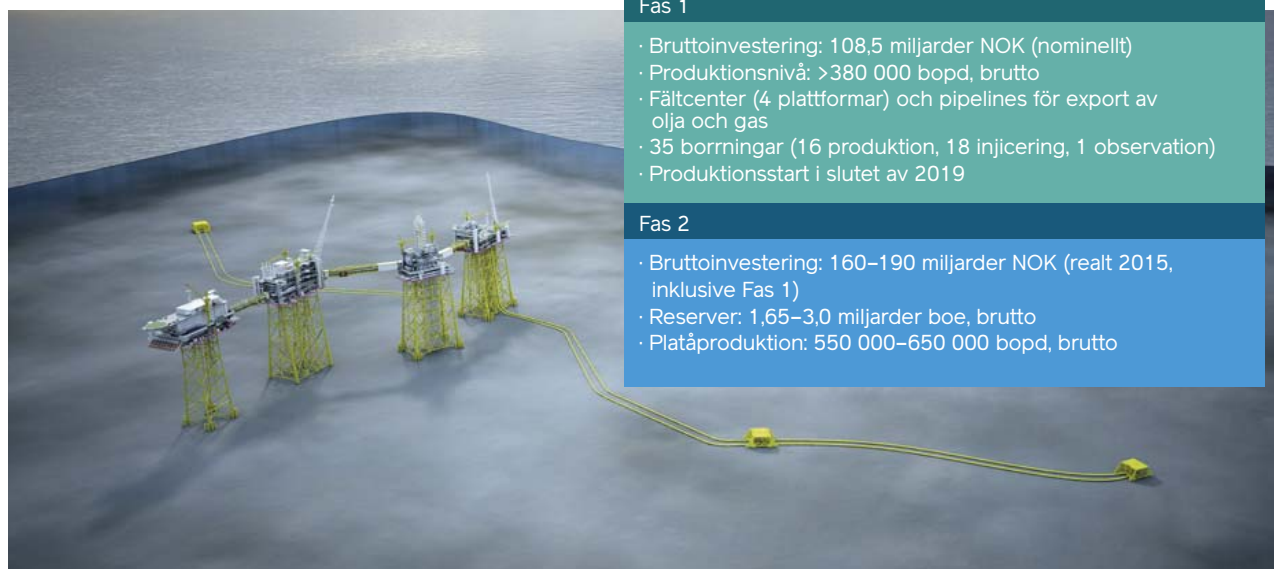 Fas 1
· Bruttoinvestering: 108,5 miljarder NOK (nominellt)
· Produktionsnivå: >380 000 bopd, brutto
· Fältcenter (4 plattformar) och pipelines för export av
olja och gas
· 35 borrningar (16 produktion, 18 injicering, 1 observation)
· Produktionsstart i slutet av 2019
Fas 2
· Bruttoinvestering: 160–190 miljarder NOK (realt 2015,
inklusive Fas 1)
· Reserver: 1,65–3,0 miljarder boe, brutto
· Platåproduktion: 550 000–650 000 bopd, brutto